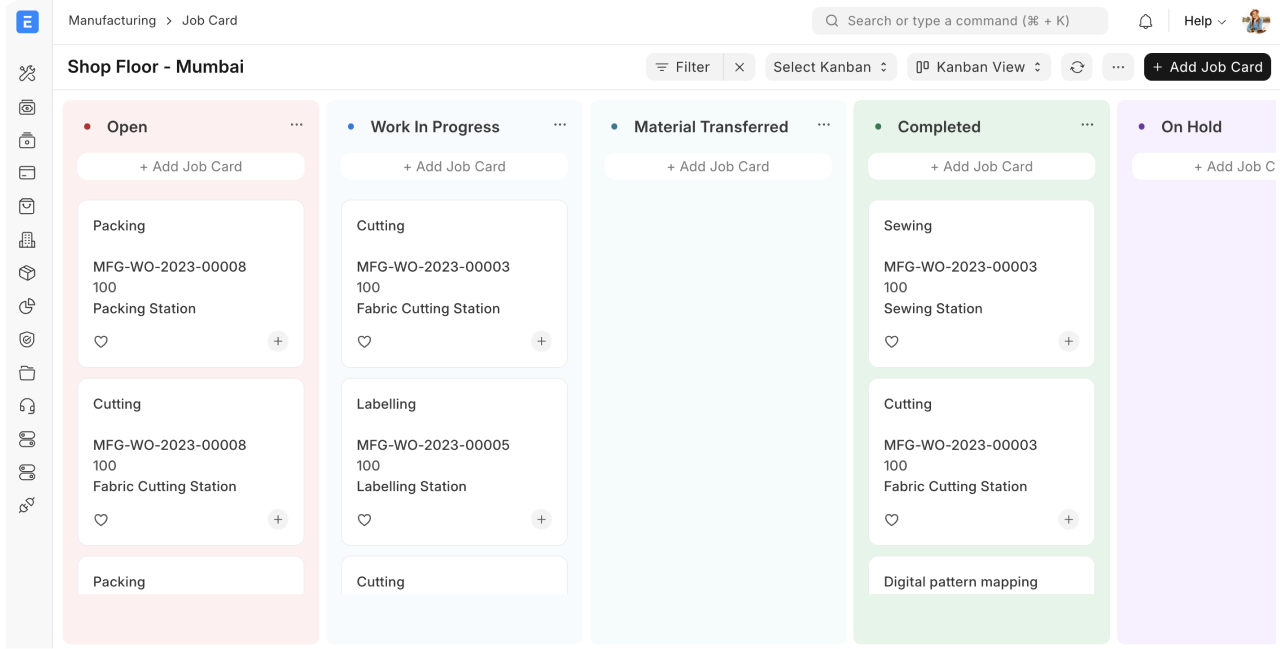 E
Manufacturing > Job Card
Search or type a command (⌘ + K)
Help
Shop Floor - Mumbai
Filter
Select Kanban
Kanban View
+ Add Job Card
Open
+ Add Job Card
Packing
MFG-WO-2023-00008
100
Packing Station
Cutting
MFG-WO-2023-00008
100
Fabric Cutting Station
Packing
Work In Progress
+ Add Job Card
Cutting
MFG-WO-2023-00003
100
Fabric Cutting Station
Labelling
MFG-WO-2023-00005
100
Labelling Station
Cutting
Material Transferred
+ Add Job Card
Completed
+ Add Job Card
Sewing
MFG-WO-2023-00003
100
Sewing Station
Cutting
MFG-WO-2023-00003
100
Fabric Cutting Station
Digital pattern mapping
On Hold
+ Add Job C